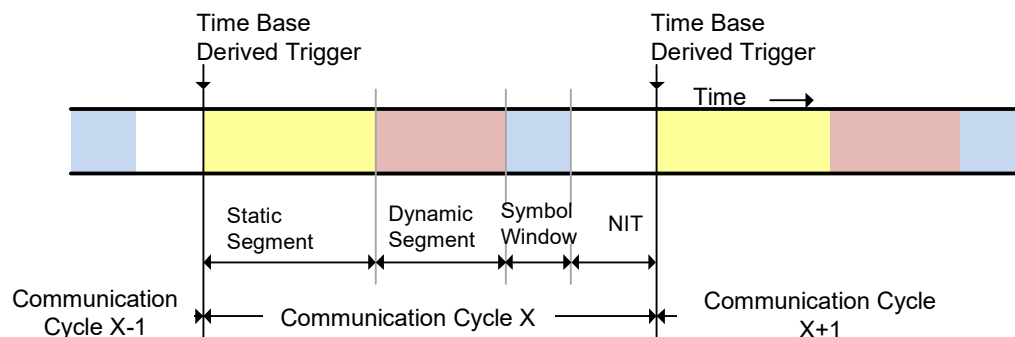 Time Base
Derived Trigger
Time Base
Derived Trigger
Time
Static
Segment
Dynamic
Segment
Symbol
Window
NIT
Communication
Cycle X-1
Communication Cycle X
Communication Cycle
X+1